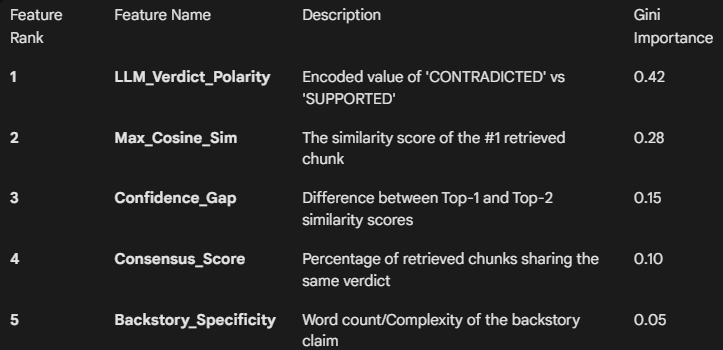 Feature Rank Feature Name Description Gini Importance
1 LLM_Verdict_Polarity Encoded value of 'CONTRADICTED' vs 'SUPPORTED' 0.42
2 Max_Cosine_Sim The similarity score of the #1 retrieved chunk 0.28
3 Confidence_Gap Difference between Top-1 and Top-2 similarity scores 0.15
4 Consensus_Score Percentage of retrieved chunks sharing the same verdict 0.10
5 Backstory_Specificity Word count/Complexity of the backstory claim 0.05